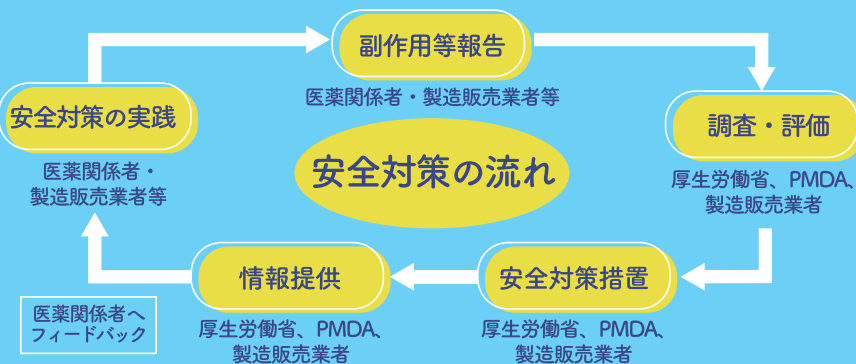 副作用等報告
医薬関係者・製造販売業者等
安全対策の実践
医薬関係者・
製造販売業者等
調査・評価
厚生労働省、PMDA、
製造販売業者
安全対策の流れ
情報提供
厚生労働省、PMDA、
製造販売業者
安全対策措置
厚生労働省、PMDA、
製造販売業者
医薬関係者へ
フィードバック